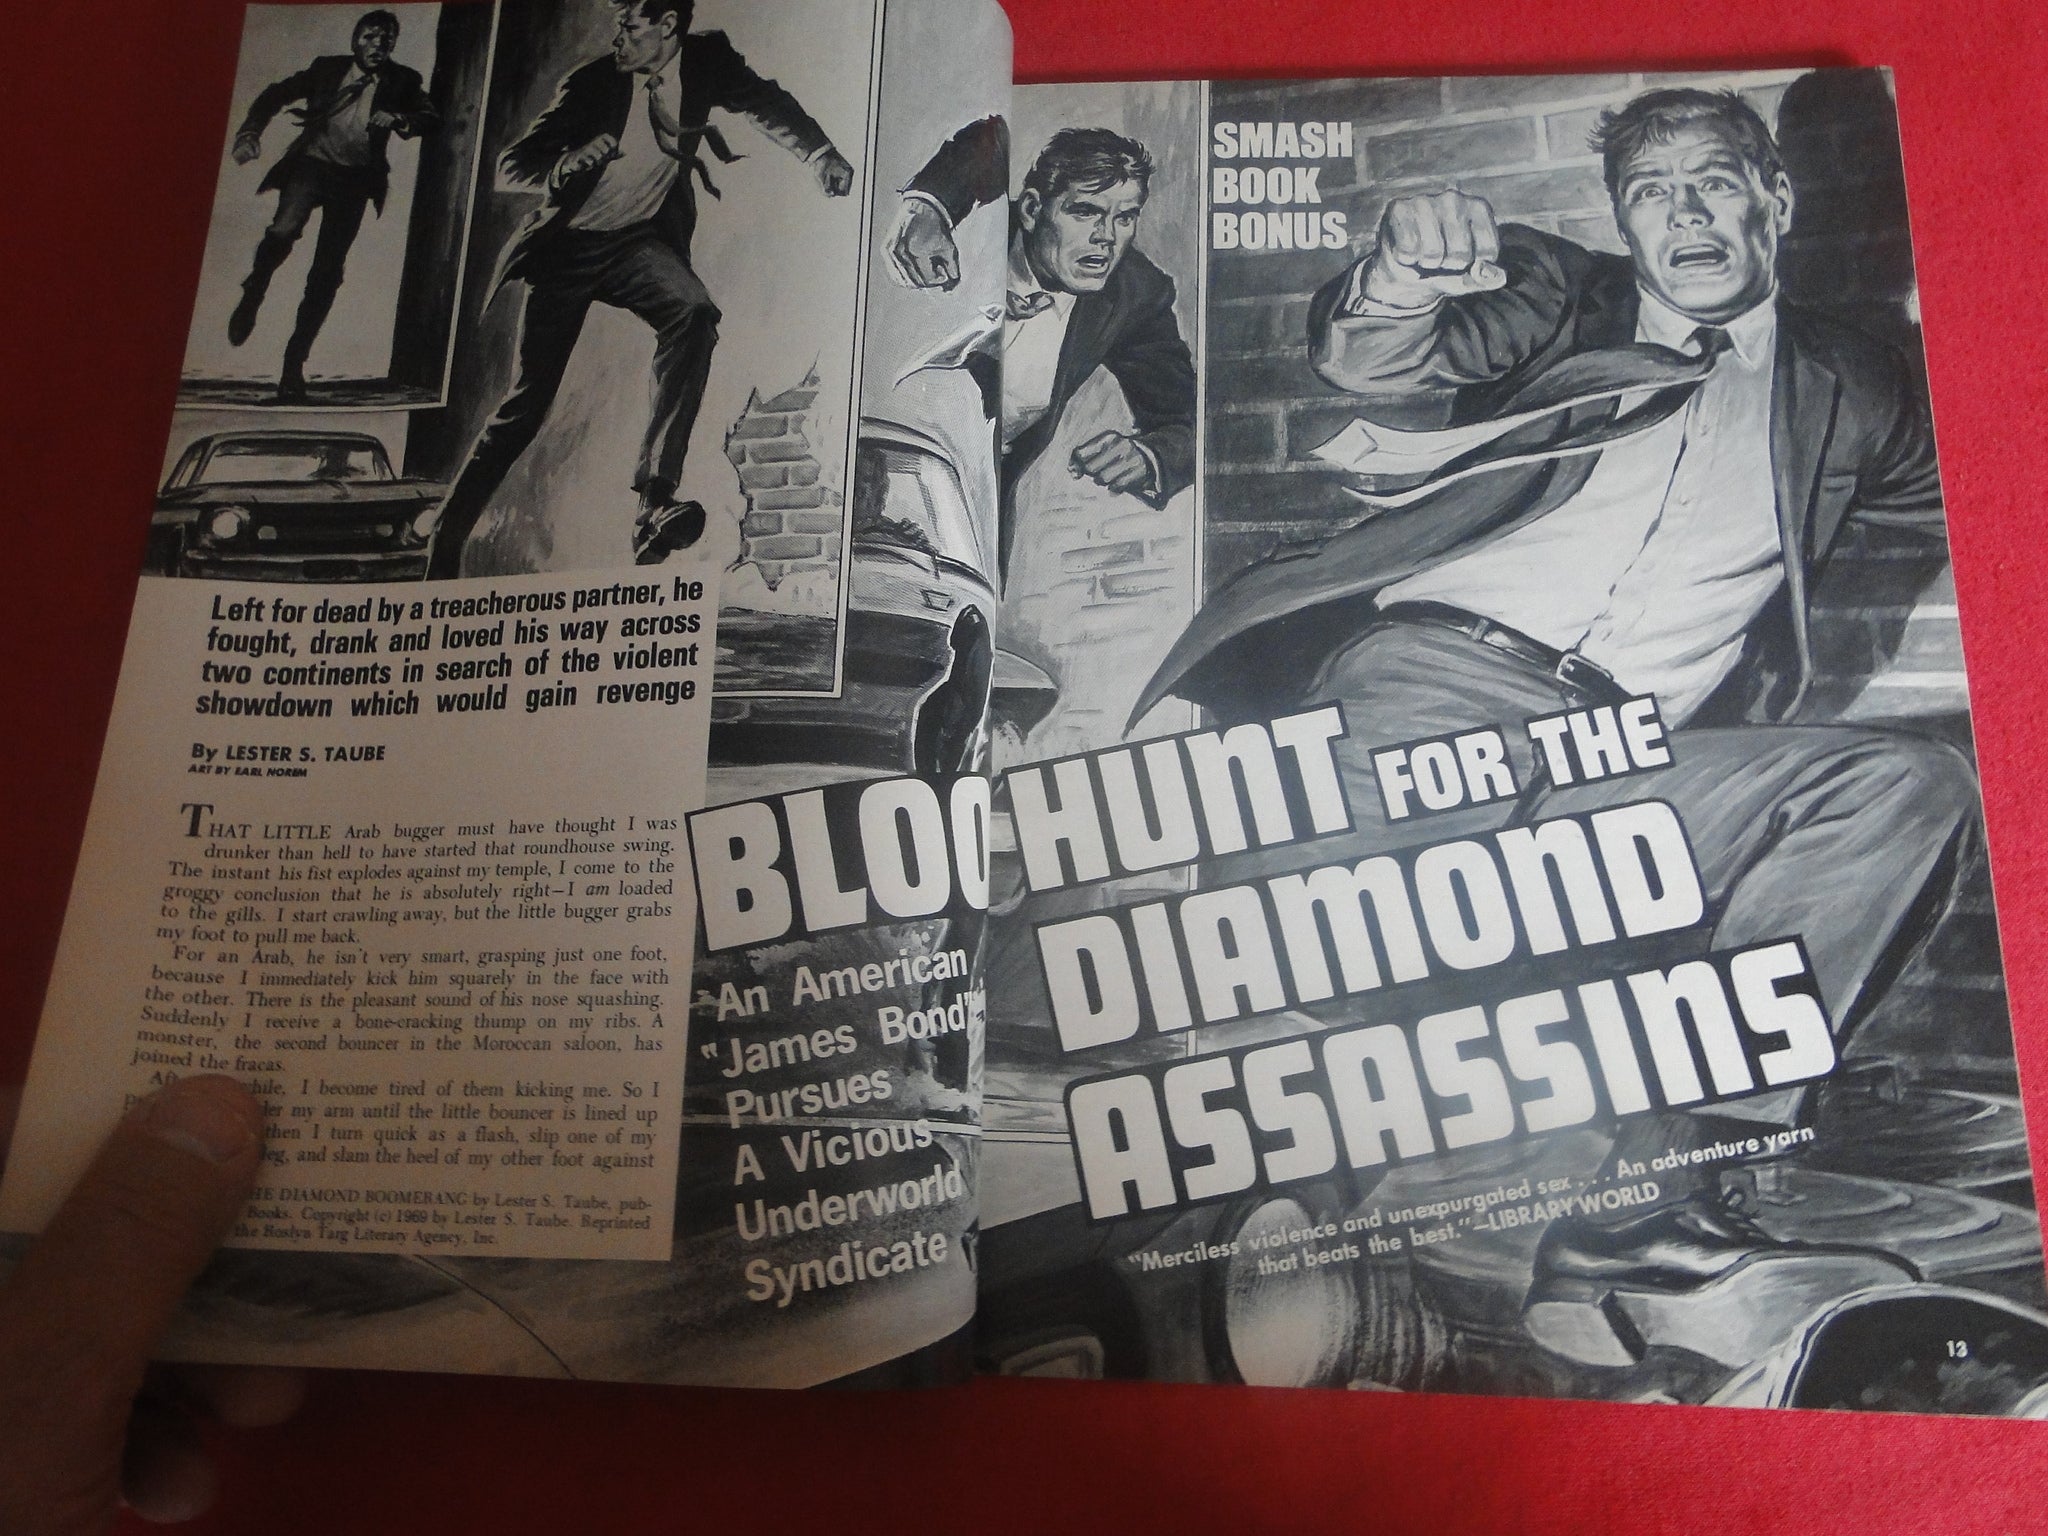 Left for dead by a treacherous partner, he
fought, drank and loved his way across
two continents in search of the violent
showdown which would gain revenge
By LESTER S. TAUBE
ART BY EARL NOREM
THAT LITTLE Arab bugger must have thought I was
drunker than hell to have started that roundhouse swing.
The instant his fist explodes against my temple, I come to the
groggy conclusion that he is absolutely right—I am loaded
to the gills. I start crawling away, but the little bugger grabs
my foot to pull me back.
For an Arab, he isn't very smart, grasping just one foot,
because I immediately kick him squarely in the face with
the other. There is the pleasant sound of his nose squashing.
Suddenly I receive a bone-cracking thump on my ribs. A
monster, the second bouncer in the Moroccan saloon, has
joined the fracas.
while, I become tired of them kicking me. So I
my arm until the little bouncer is lined up
then I turn quick as a flash, slip one of my
and slam the heel of my other foot against
DIAMOND BOOMERANG by Lester S. Taube, pub-
Books. Copyright (c) 1969 by Lester S. Taube. Reprinted
the Roslyn Targ Literary Agency, Inc.
BLOO
An American
"James Bond"
Pursues
A Vicious
Underworld
Syndicate
SMASH
BOOK
BONUS
HUNT FOR THE
DIAMOND
ASSASSINS
"Merciless violence and unexpurgated sex . . . An adventure yarn
that beats the best."—LIBRARY WORLD
13